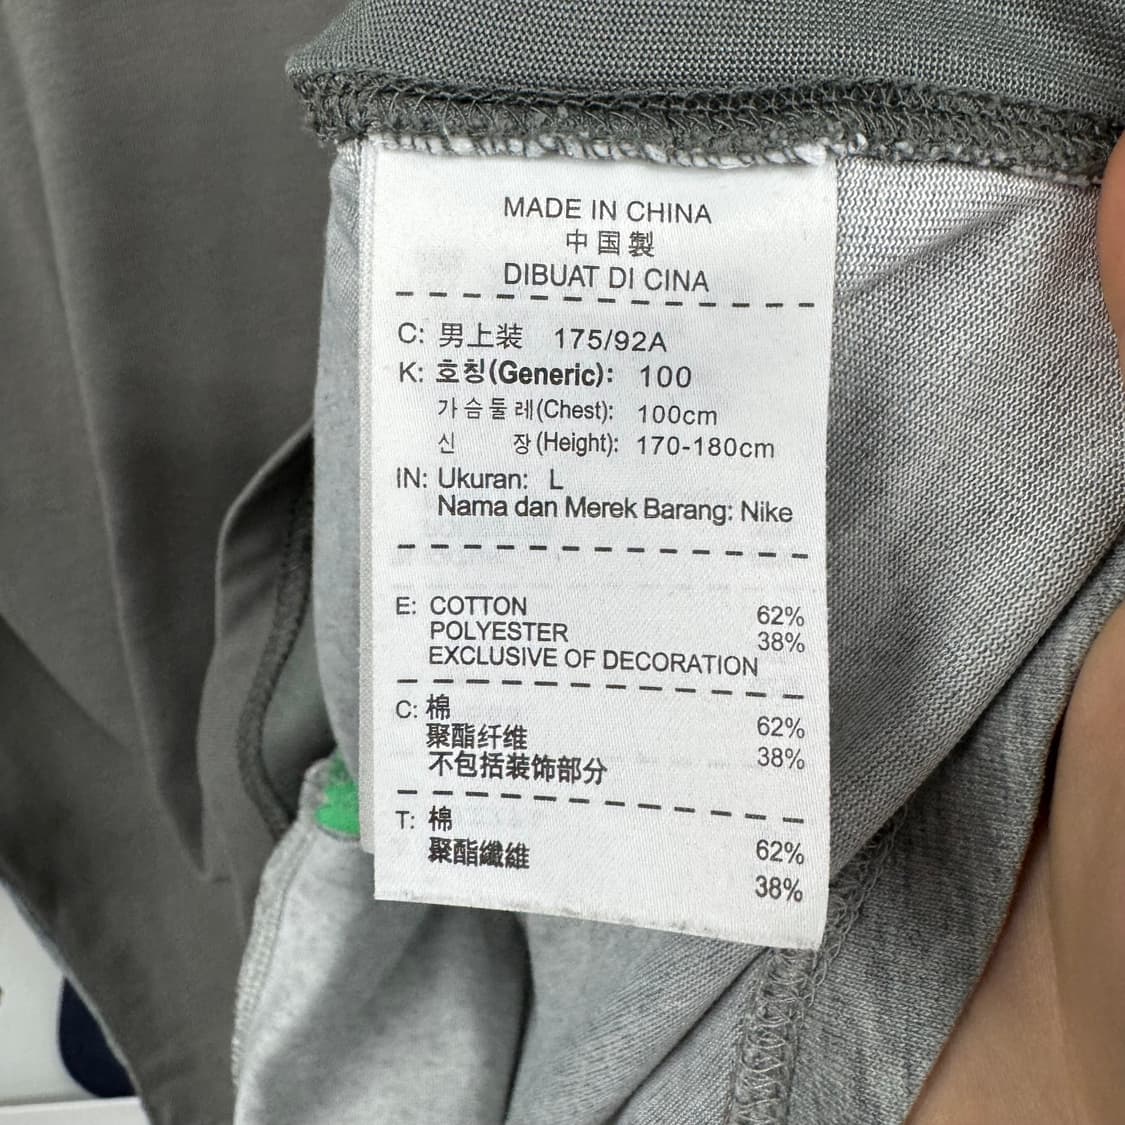 MADE IN CHINA
中国製
DIBUAT DI CINA
C: 男上装 175/92A
K: 호칭(Generic): 100
가슴둘레(Chest): 100cm
신 장(Height): 170-180cm
IN: Ukuran: L
Nama dan Merek Barang: Nike
E: COTTON 62%
POLYESTER 38%
EXCLUSIVE OF DECORATION
C: 棉 62%
聚酯纤维 38%
不包括装饰部分
T: 棉 62%
聚酯纖維 38%